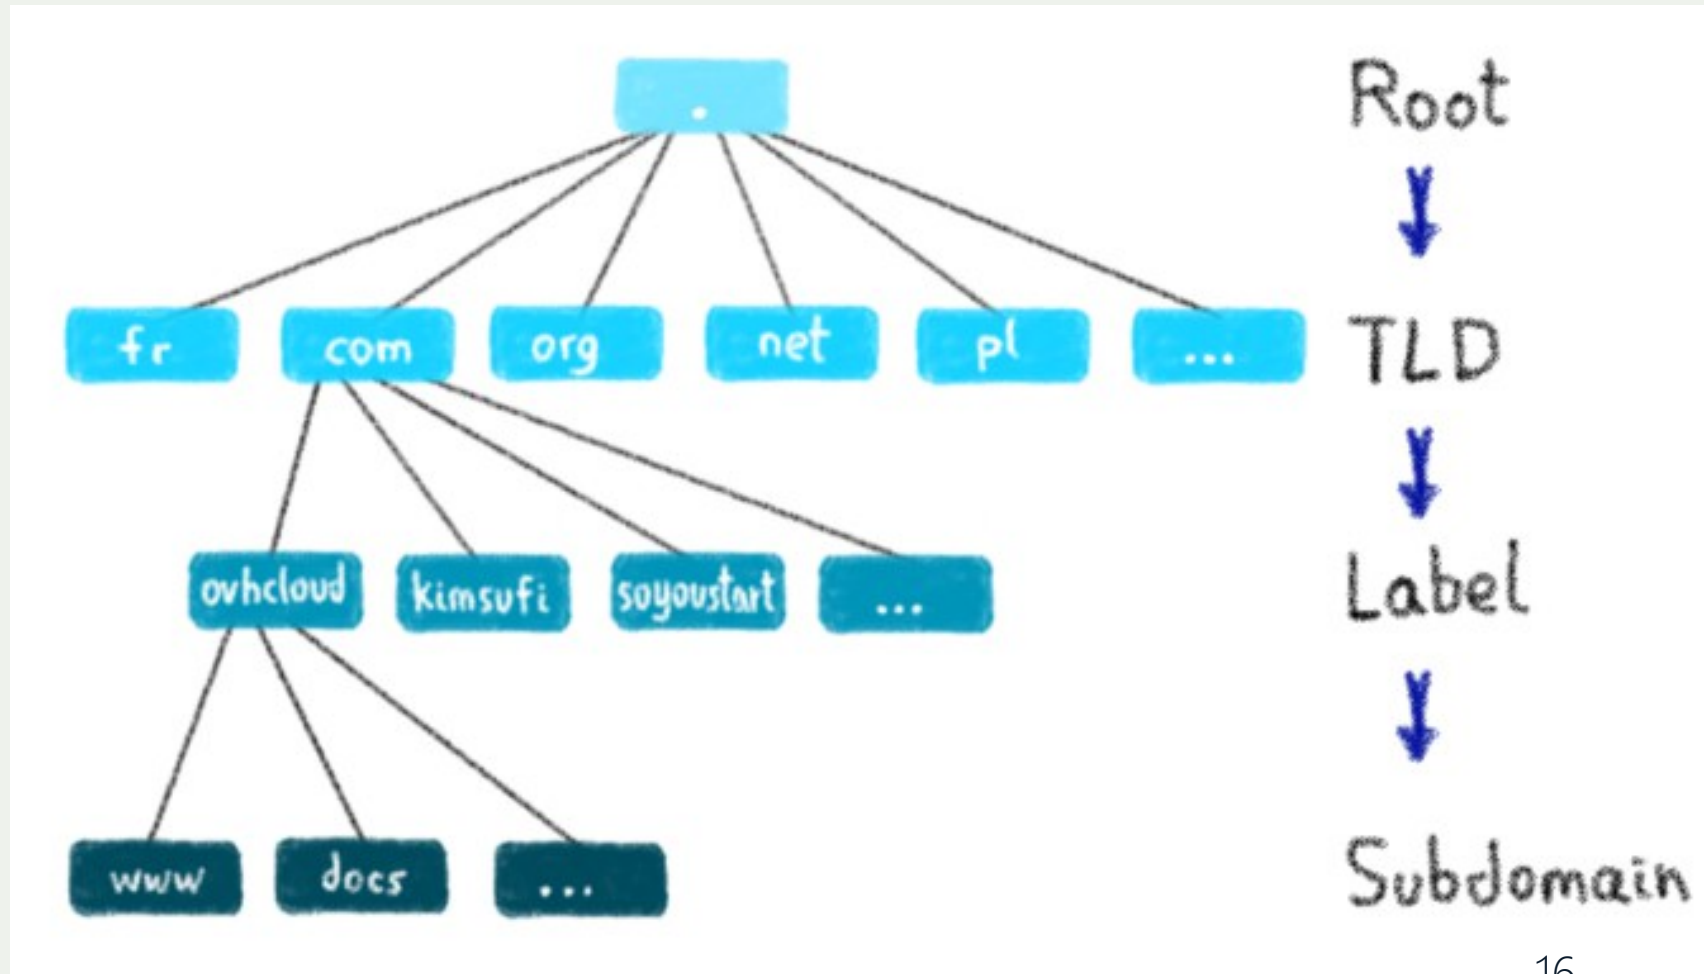 . Root
fr com org net pl ... TLD
ovhcloud kimsufi soyoustart ... Label
www docs ... Subdomain
16